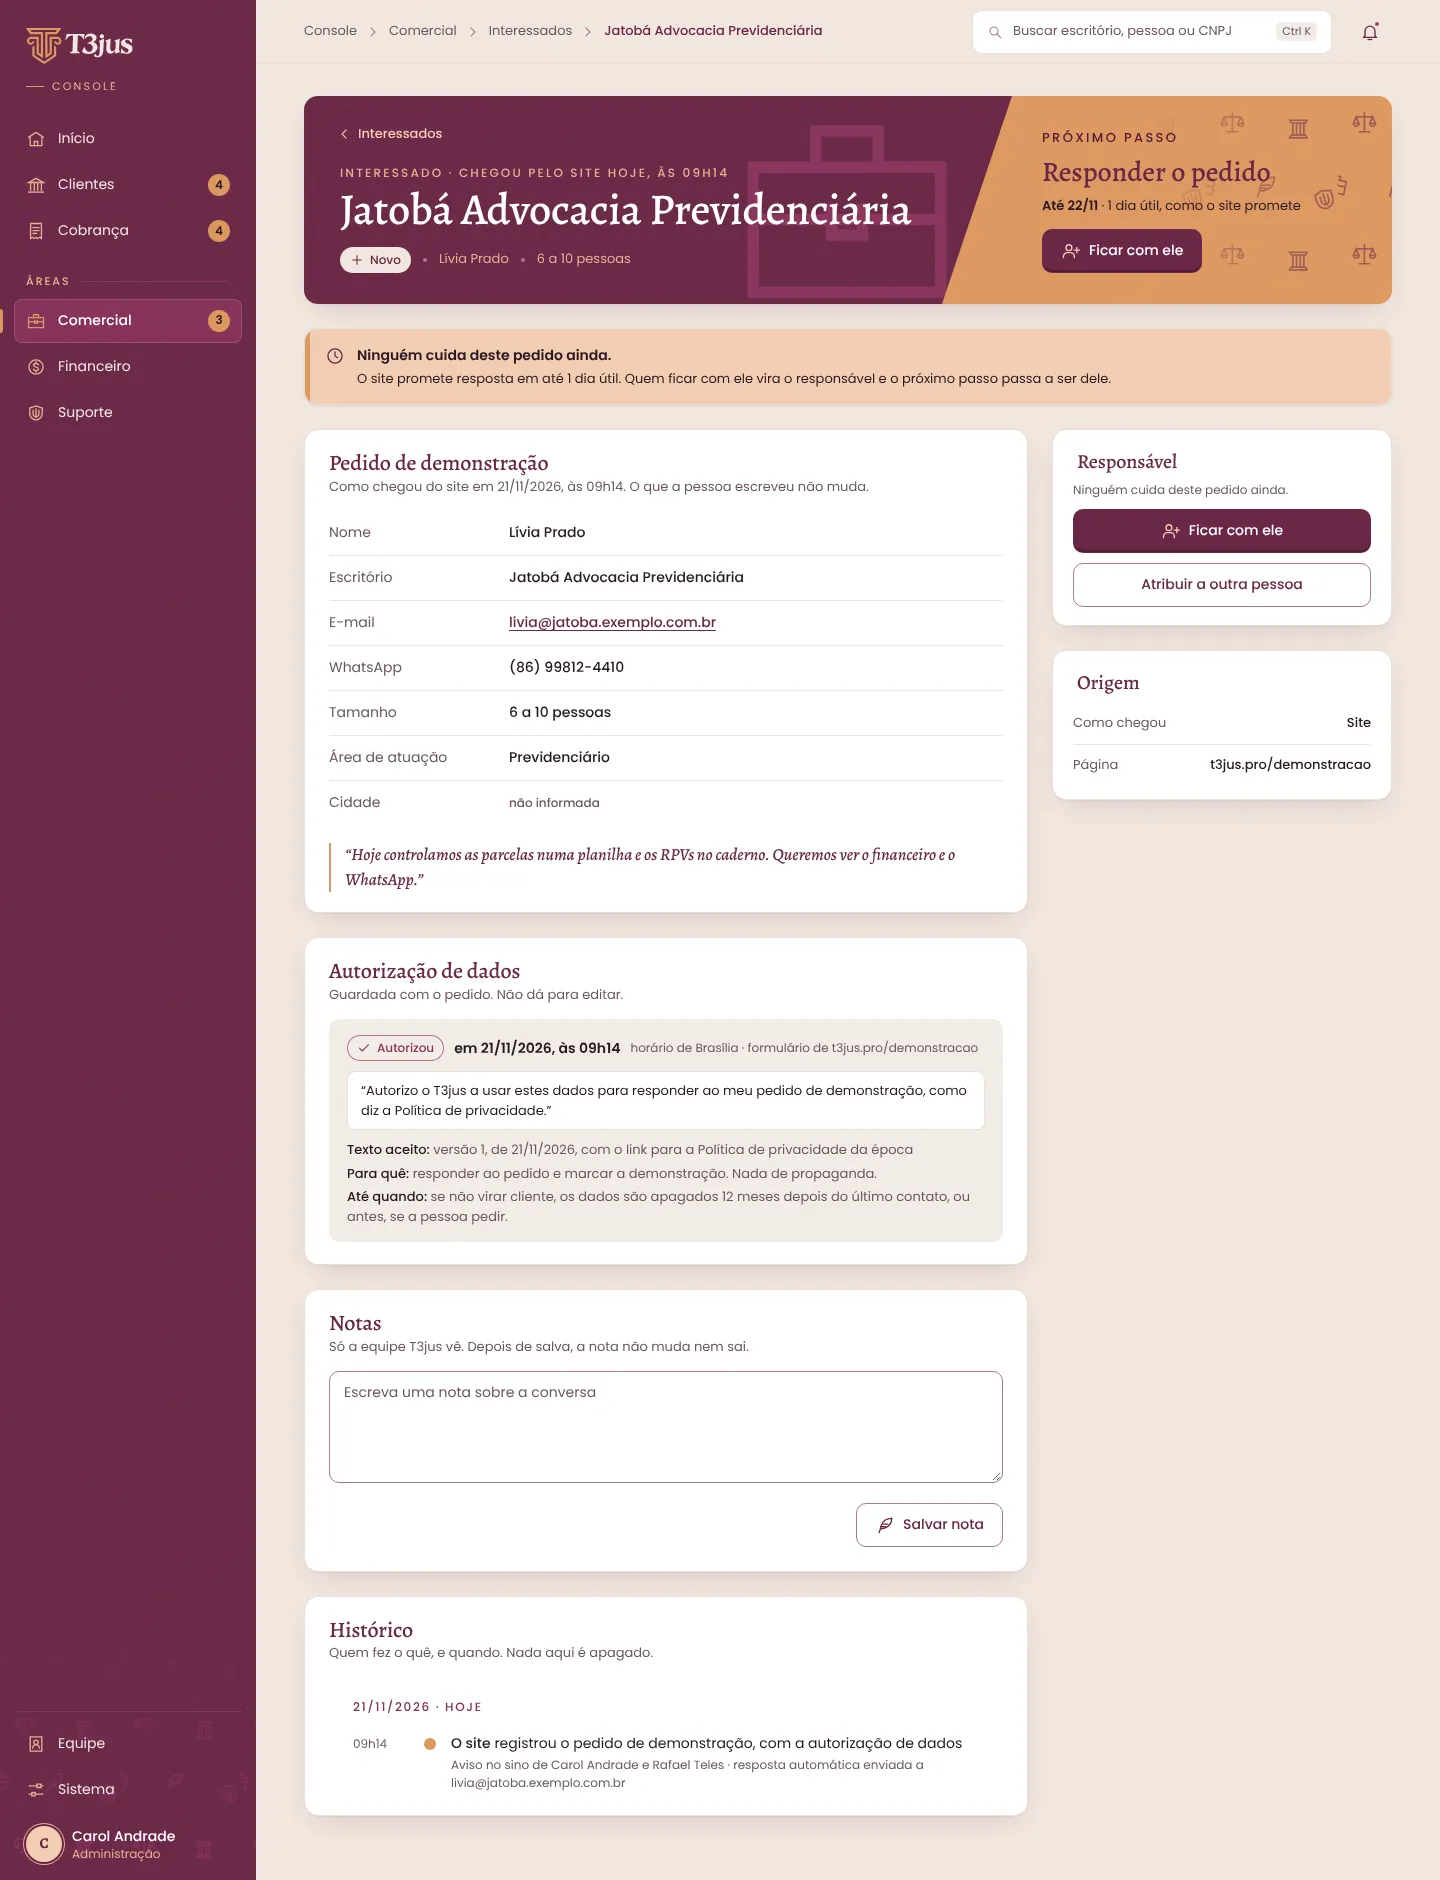 T3jus
CONSOLE
Início
Clientes 4
Cobrança 4
ÁREAS
Comercial 3
Financeiro
Suporte
Equipe
Sistema
C
Carol Andrade
Administração
Console
Comercial
Interessados
Jatobá Advocacia Previdenciária
Buscar escritório, pessoa ou CNPJ
Ctrl K
Interessados
INTERESSADO · CHEGOU PELO SITE HOJE, ÀS 09H14
Jatobá Advocacia Previdenciária
Novo • Lívia Prado • 6 a 10 pessoas
PRÓXIMO PASSO
Responder o pedido
Até 22/11 · 1 dia útil, como o site promete
Ficar com ele
Ninguém cuida deste pedido ainda.
O site promete resposta em até 1 dia útil. Quem ficar com ele vira o responsável e o próximo passo passa a ser dele.
Pedido de demonstração
Como chegou do site em 21/11/2026, às 09h14. O que a pessoa escreveu não muda.
Nome Lívia Prado
Escritório Jatobá Advocacia Previdenciária
E-mail livia@jatoba.exemplo.com.br
WhatsApp (86) 99812-4410
Tamanho 6 a 10 pessoas
Área de atuação Previdenciário
Cidade não informada
“Hoje controlamos as parcelas numa planilha e os RPVs no caderno. Queremos ver o financeiro e o
WhatsApp.”
Responsável
Ninguém cuida deste pedido ainda.
Ficar com ele
Atribuir a outra pessoa
Origem
Como chegou Site
Página t3jus.pro/demonstracao
Autorização de dados
Guardada com o pedido. Não dá para editar.
Autorizou em 21/11/2026, às 09h14 horário de Brasília · formulário de t3jus.pro/demonstracao
“Autorizo o T3jus a usar estes dados para responder ao meu pedido de demonstração, como
diz a Política de privacidade.”
Texto aceito: versão 1, de 21/11/2026, com o link para a Política de privacidade da época
Para quê: responder ao pedido e marcar a demonstração. Nada de propaganda.
Até quando: se não virar cliente, os dados são apagados 12 meses depois do último contato, ou
antes, se a pessoa pedir.
Notas
Só a equipe T3jus vê. Depois de salva, a nota não muda nem sai.
Escreva uma nota sobre a conversa
Salvar nota
Histórico
Quem fez o quê, e quando. Nada aqui é apagado.
21/11/2026 · HOJE
09h14 O site registrou o pedido de demonstração, com a autorização de dados
Aviso no sino de Carol Andrade e Rafael Teles · resposta automática enviada a
livia@jatoba.exemplo.com.br